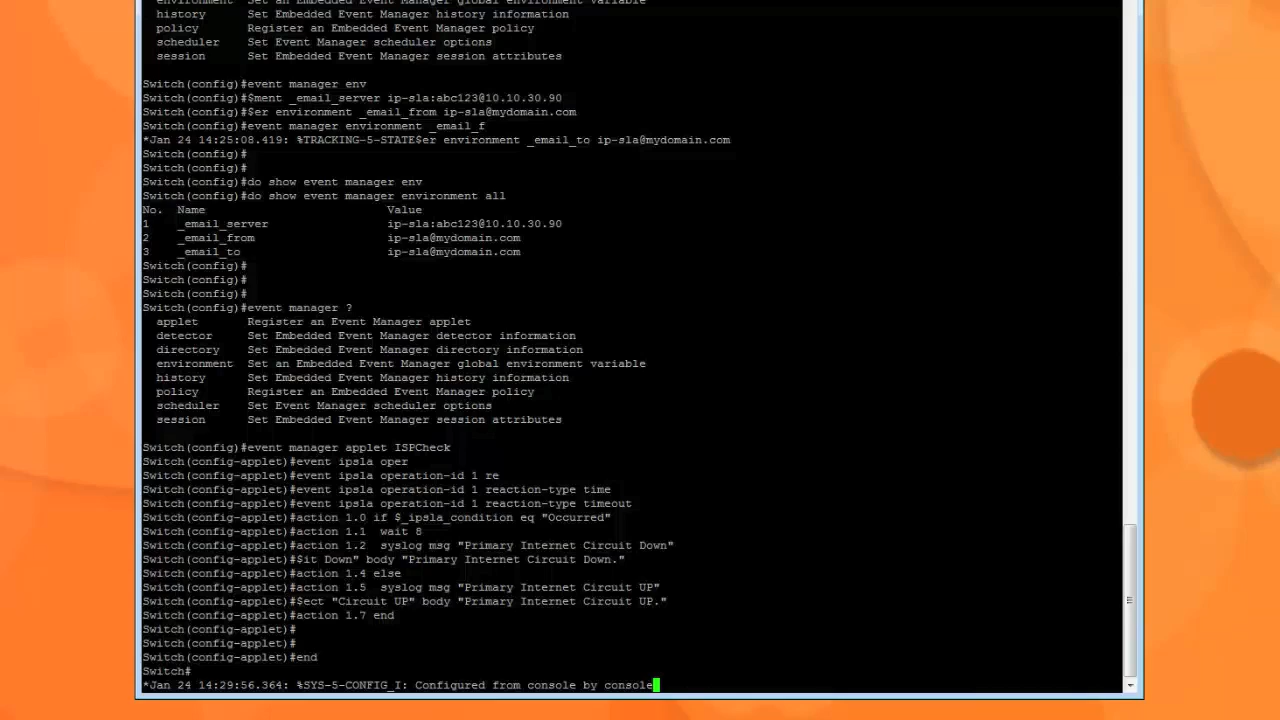 environment Set an Embedded Event Manager global environment variable
history Set Embedded Event Manager history information
policy Register an Embedded Event Manager policy
scheduler Set Event Manager scheduler options
session Set Embedded Event Manager session attributes
Switch(config)#event manager env
Switch(config)#$ment _email_server ip-sla:abc123@10.10.30.90
Switch(config)#$er environment _email_from ip-sla@mydomain.com
Switch(config)#event manager environment _email_f
*Jan 24 14:25:08.419: %TRACKING-5-STATE$er environment _email_to ip-sla@mydomain.com
Switch(config)#
Switch(config)#
Switch(config)#do show event manager env
Switch(config)#do show event manager environment all
No. Name Value
1 _email_server ip-sla:abc123@10.10.30.90
2 _email_from ip-sla@mydomain.com
3 _email_to ip-sla@mydomain.com
Switch(config)#
Switch(config)#
Switch(config)#
Switch(config)#event manager ?
applet Register an Event Manager applet
detector Set Embedded Event Manager detector information
directory Set Embedded Event Manager directory information
environment Set an Embedded Event Manager global environment variable
history Set Embedded Event Manager history information
policy Register an Embedded Event Manager policy
scheduler Set Event Manager scheduler options
session Set Embedded Event Manager session attributes
Switch(config)#event manager applet ISPCheck
Switch(config-applet)#event ipsla oper
Switch(config-applet)#event ipsla operation-id 1 re
Switch(config-applet)#event ipsla operation-id 1 reaction-type time
Switch(config-applet)#event ipsla operation-id 1 reaction-type timeout
Switch(config-applet)#action 1.0 if $_ipsla_condition eq "Occurred"
Switch(config-applet)#action 1.1 wait 8
Switch(config-applet)#action 1.2 syslog msg "Primary Internet Circuit Down"
Switch(config-applet)#$it Down" body "Primary Internet Circuit Down."
Switch(config-applet)#action 1.4 else
Switch(config-applet)#action 1.5 syslog msg "Primary Internet Circuit UP"
Switch(config-applet)#$ect "Circuit UP" body "Primary Internet Circuit UP."
Switch(config-applet)#action 1.7 end
Switch(config-applet)#
Switch(config-applet)#
Switch(config-applet)#end
Switch#
*Jan 24 14:29:56.364: %SYS-5-CONFIG_I: Configured from console by console